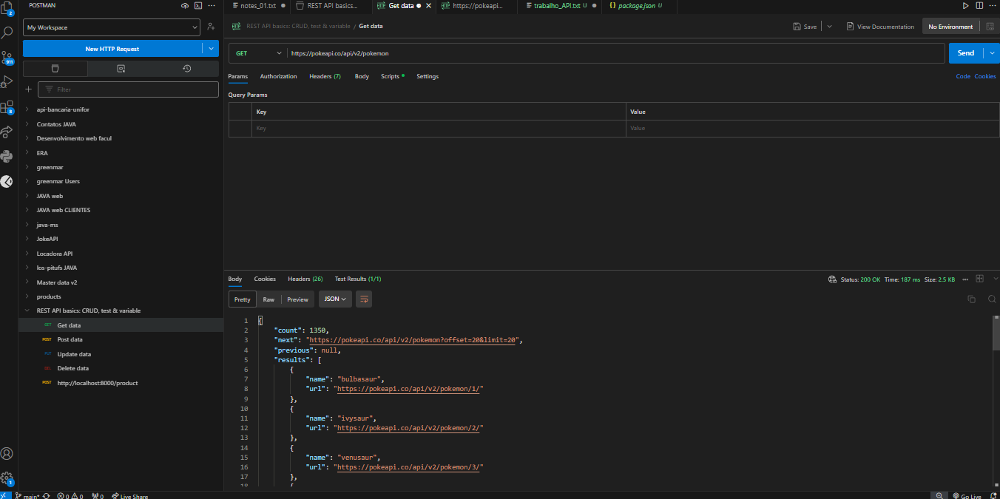 POSTMAN
notes_01.txt
REST API basics...
Get data
https://pokeapi...
trabalho_API.txt U
{} package.json U
2
My Workspace
REST API basics: CRUD, test & variable / Get data
Save
View Documentation
No Environment
New HTTP Request
GET
https://pokeapi.co/api/v2/pokemon
Send
911
Params
Authorization
Headers (7)
Body
Scripts
Settings
Code
Cookies
Filter
Query Params
8
Key
Value
Key
Value
api-bancaria-unifor
Contatos JAVA
Desenvolvimento web facul
ERA
greenmar
greenmar Users
JAVA web
JAVA web CLIENTES
java-ms
JokeAPI
Locadora API
los-pitufs JAVA
Master data v2
products
REST API basics: CRUD, test & variable
GET Get data
POST Post data
PUT Update data
DEL Delete data
POST http://localhost:8000/product
Body
Cookies
Headers (26)
Test Results (1/1)
Status: 200 OK Time: 187 ms Size: 2.5 KB
Pretty
Raw
Preview
JSON
1 {
2 "count": 1350,
3 "next": "https://pokeapi.co/api/v2/pokemon?offset=20&limit=20",
4 "previous": null,
5 "results": [
6 {
7 "name": "bulbasaur",
8 "url": "https://pokeapi.co/api/v2/pokemon/1/"
9 },
10 {
11 "name": "ivysaur",
12 "url": "https://pokeapi.co/api/v2/pokemon/2/"
13 },
14 {
15 "name": "venusaur",
16 "url": "https://pokeapi.co/api/v2/pokemon/3/"
17 },
18 {
1
main*
0
0
0
Live Share
Go Live